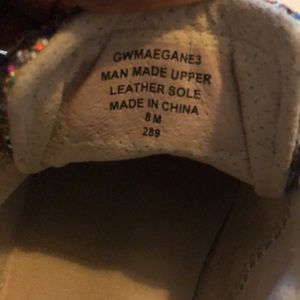 GWMAEGANE3
MAN MADE UPPER
LEATHER SOLE
MADE IN CHINA
8 M
289